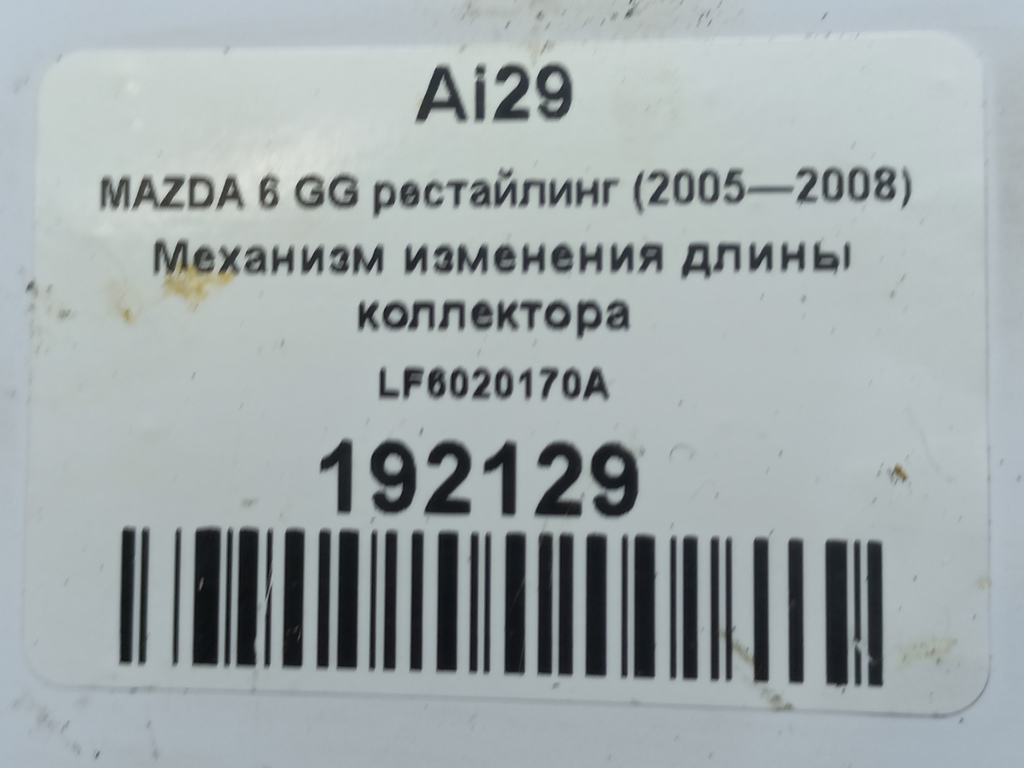 Ai29
MAZDA 6 GG рестайлинг (2005—2008)
Механизм изменения длины
коллектора
LF6020170A
192129